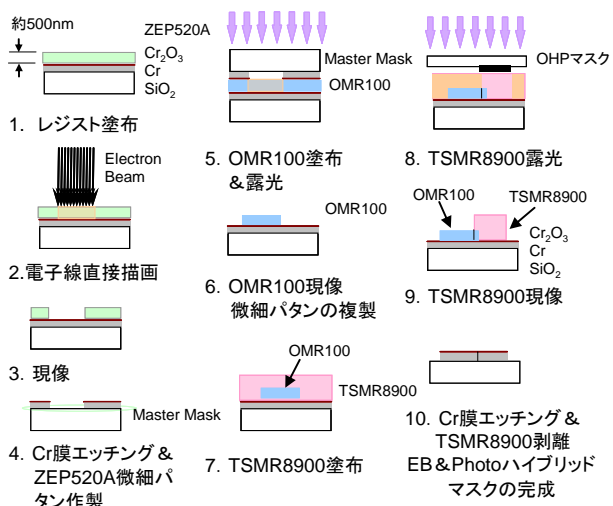 約500nm
ZEP520A
Cr2O3
Cr
SiO2
1. レジスト塗布
Electron
Beam
2.電子線直接描画
3. 現像
Master Mask
4. Cr膜エッチング＆
ZEP520A微細パ
タン作製
Master Mask
OMR100
5. OMR100塗布
＆露光
OMR100
6. OMR100現像
微細パタンの複製
OMR100
TSMR8900
7. TSMR8900塗布
OHPマスク
8. TSMR8900露光
OMR100
TSMR8900
Cr2O3
Cr
SiO2
9. TSMR8900現像
10. Cr膜エッチング＆
TSMR8900剥離
EB＆Photoハイブリッド
マスクの完成